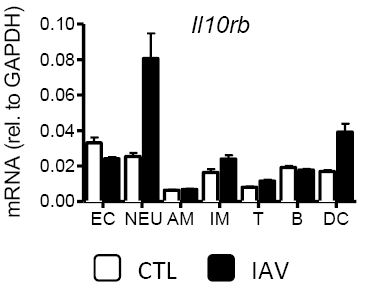 Il10rb
mRNA (rel. to GAPDH)
0.10
0.08
0.06
0.04
0.02
0.00
EC NEU AM IM T B DC
CTL IAV